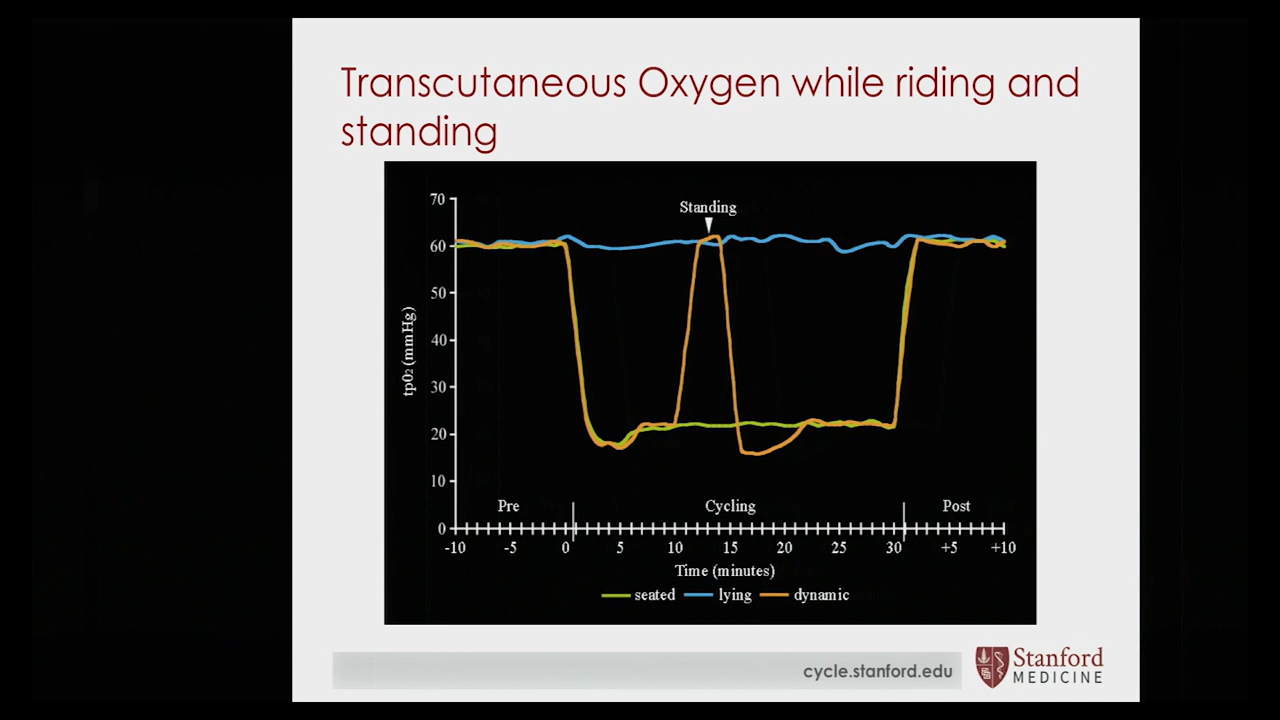 Transcutaneous Oxygen while riding and
standing
70
Standing
60
50
40
30
20
10
0
tpO₂ (mmHg)
Pre
Cycling
Post
-10 -5 0 5 10 15 20 25 30 +5 +10
Time (minutes)
seated lying dynamic
cycle.stanford.edu
Stanford
MEDICINE